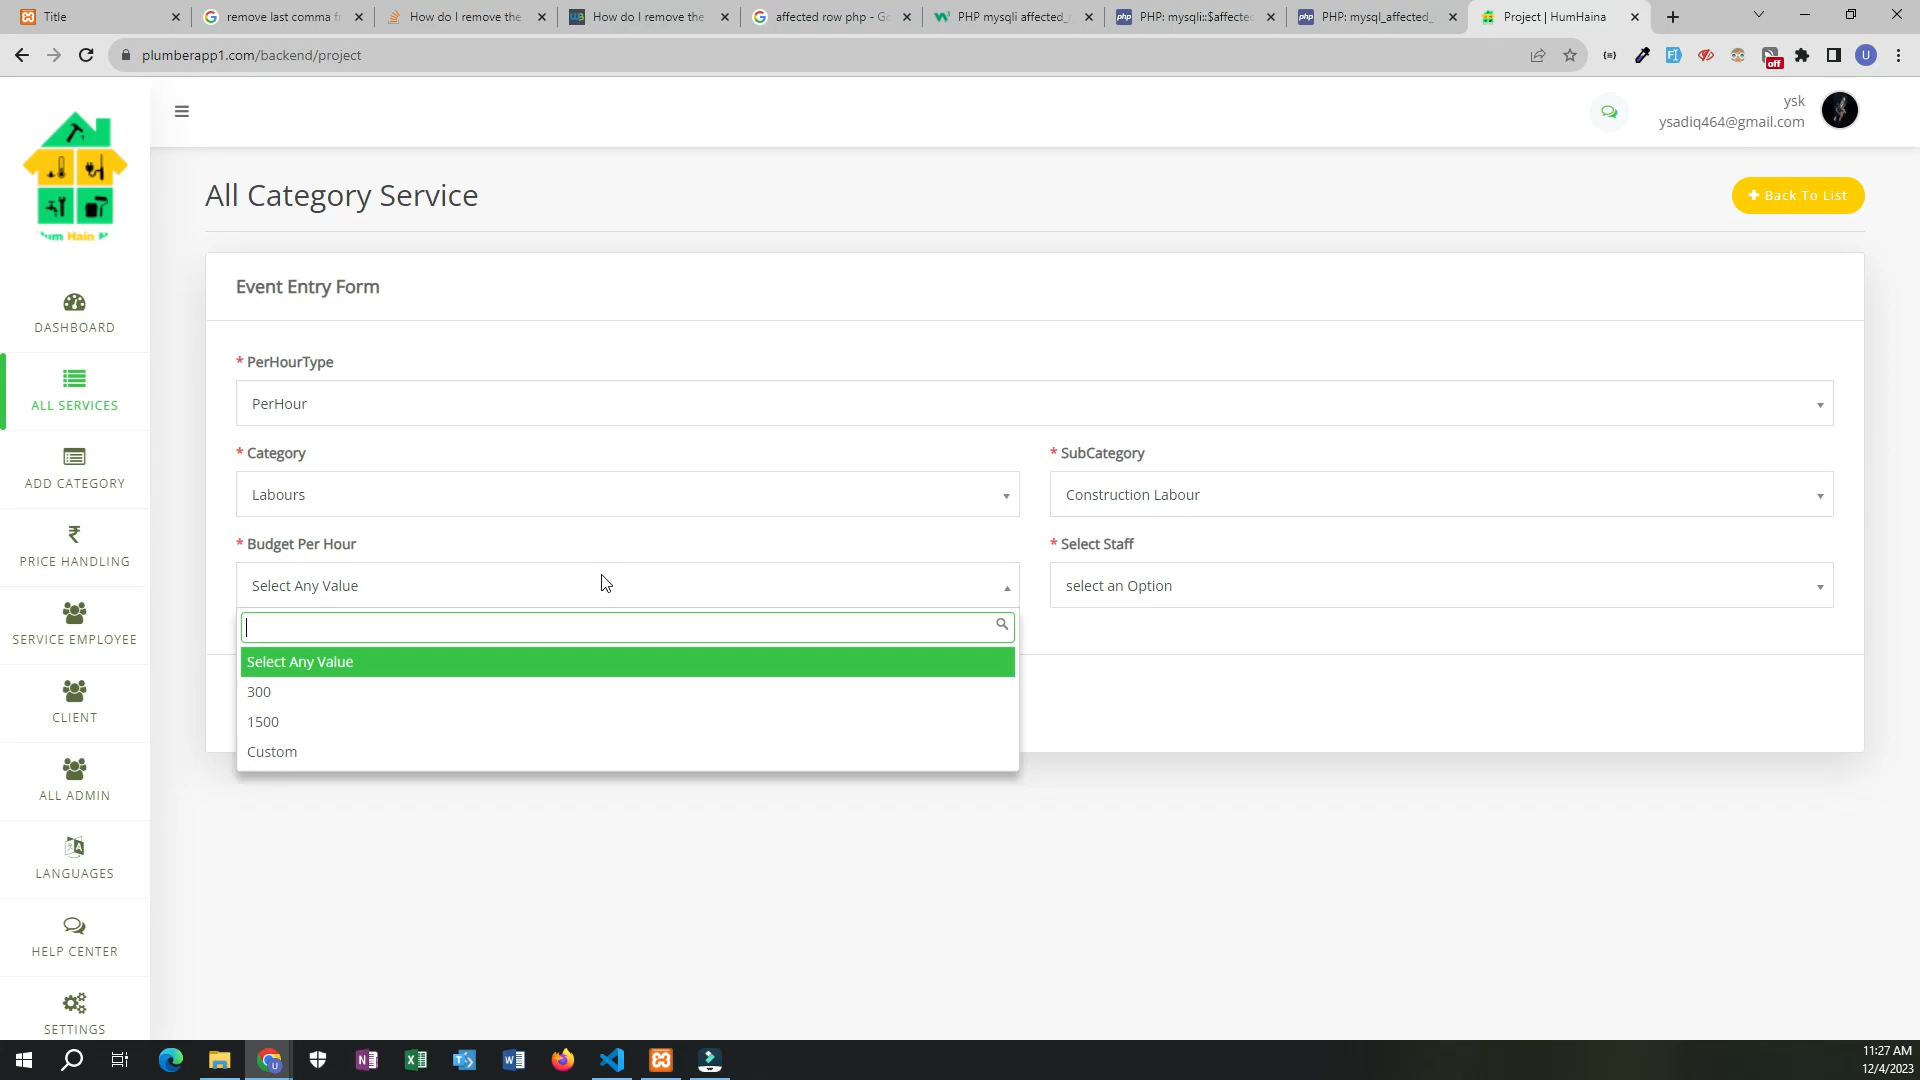 Title
remove last comma f
How do I remove the
How do I remove the
affected row php - Go
PHP mysqli affected_
PHP: mysqli::$affected
PHP: mysql_affected_
Project | HumHaina
plumberapp1.com/backend/project
off
U
ysk
ysadiq464@gmail.com
All Category Service
Back To List
DASHBOARD
ALL SERVICES
ADD CATEGORY
PRICE HANDLING
SERVICE EMPLOYEE
CLIENT
ALL ADMIN
LANGUAGES
HELP CENTER
SETTINGS
Event Entry Form
* PerHourType
PerHour
* Category
* SubCategory
Labours
Construction Labour
* Budget Per Hour
* Select Staff
Select Any Value
select an Option
Select Any Value
300
1500
Custom
11:27 AM
12/4/2023